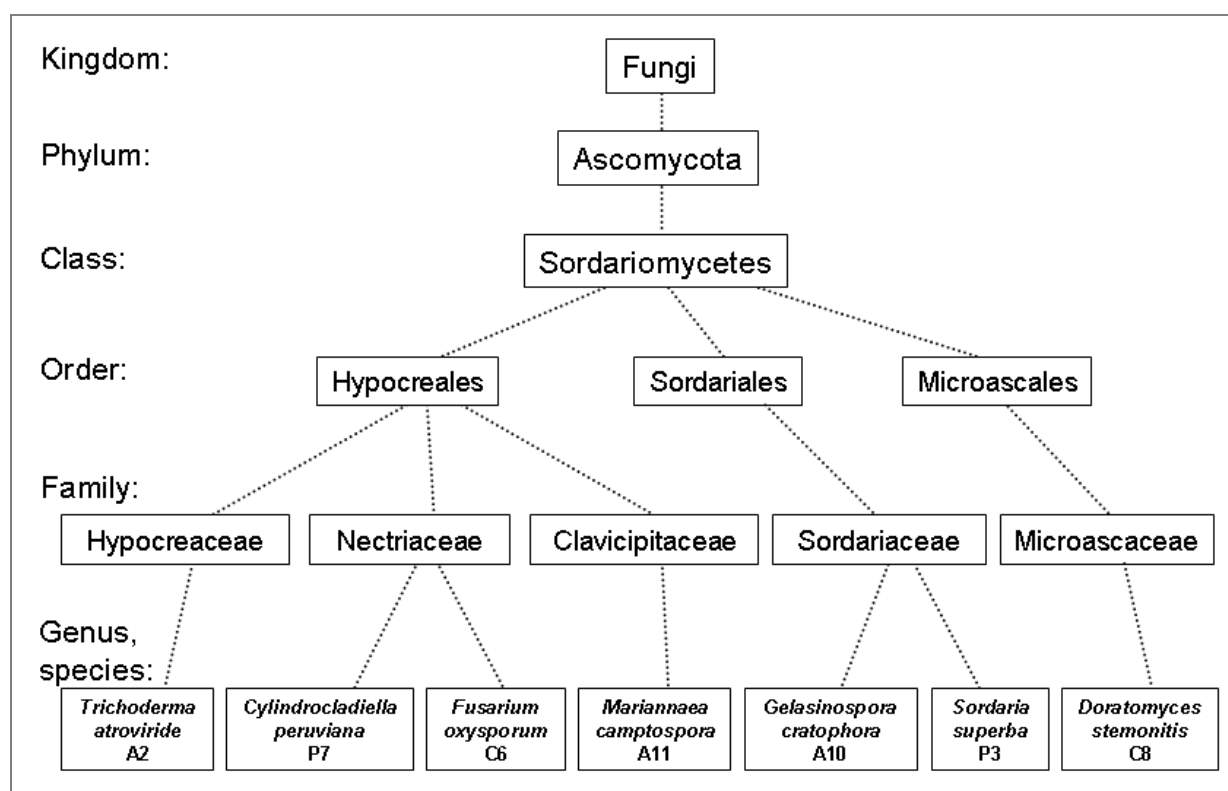 Kingdom:
Fungi
Phylum:
Ascomycota
Class:
Sordariomycetes
Order:
Hypocreales
Sordariales
Microascales
Family:
Hypocreaceae
Nectriaceae
Clavicipitaceae
Sordariaceae
Microascaceae
Genus,
species:
Trichoderma
atroviride
A2
Cylindrocladiella
peruviana
P7
Fusarium
oxysporum
C6
Mariannaea
camptospora
A11
Gelasinospora
cratophora
A10
Sordaria
superba
P3
Doratomyces
stemonitis
C8